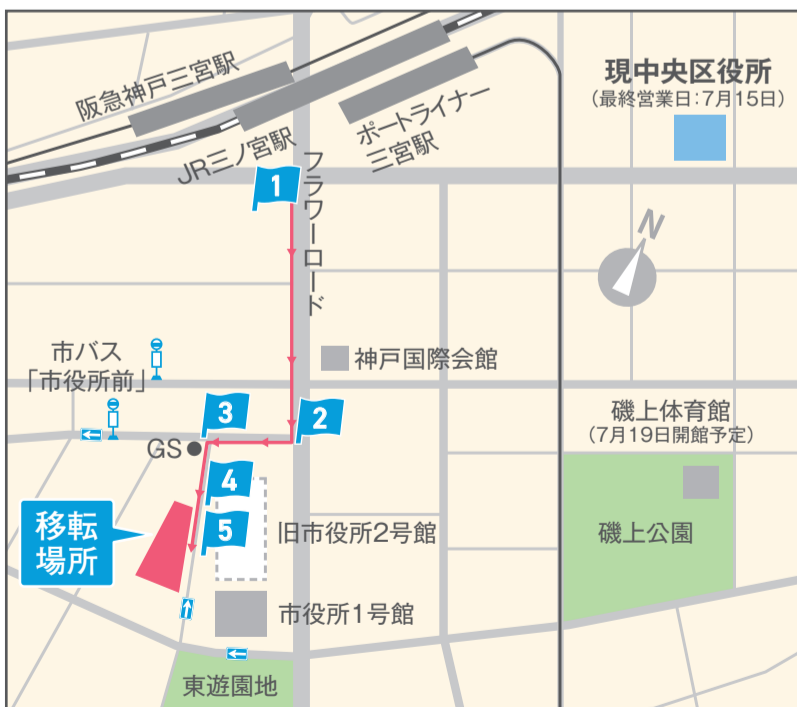 阪急神戸三宮駅
JR三ノ宮駅
ポートライナー
三宮駅
現中央区役所
（最終営業日：7月15日）
1
フラワーロード
N
市バス
「市役所前」
神戸国際会館
3
2
GS
磯上体育館
（7月19日開館予定）
4
5
移転
場所
旧市役所2号館
磯上公園
市役所1号館
東遊園地